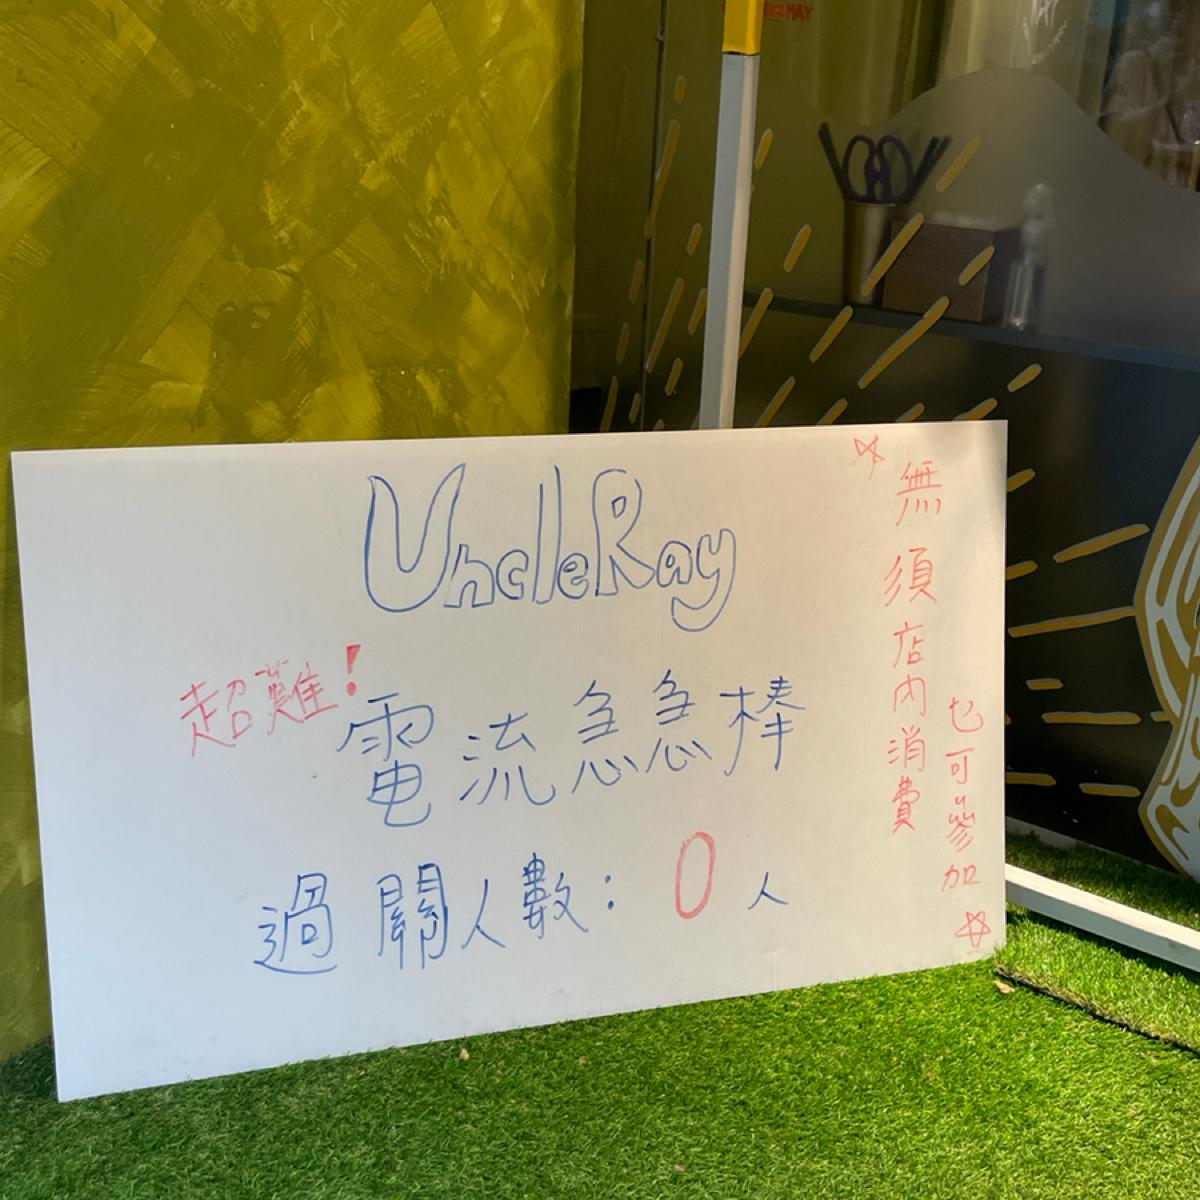 UncleRay
超難!
電流急急棒
過關人數: 0 人
☆無須店內消費
也可參加☆